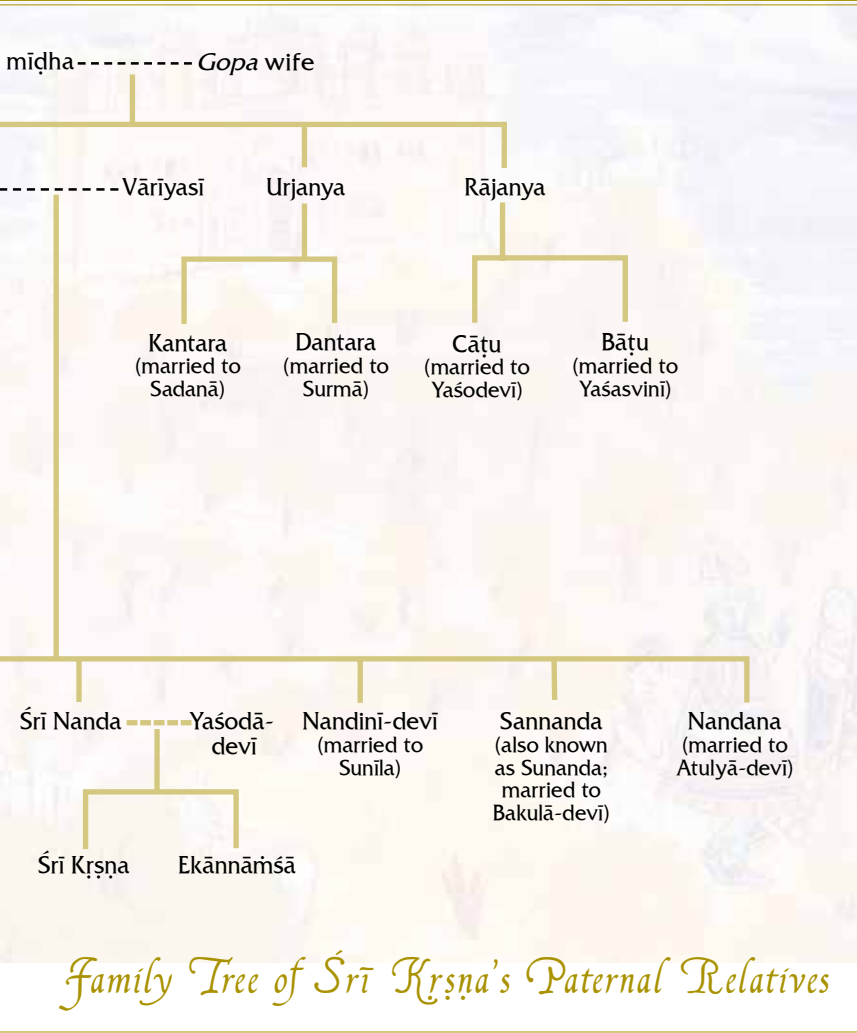 mīḍha Gopa wife
Vārīyasī Urjanya Rājanya
Kantara
(married to
Sadanā)
Dantara
(married to
Surmā)
Cāṭu
(married to
Yaśodevī)
Bāṭu
(married to
Yaśasvinī)
Śrī Nanda
Yaśodā-
devī
Nandinī-devī
(married to
Sunīla)
Sannanda
(also known
as Sunanda;
married to
Bakulā-devī)
Nandana
(married to
Atulyā-devī)
Śrī Kṛṣṇa Ekānnāṁśā
Family Tree of Śrī Kṛṣṇa's Paternal Relatives